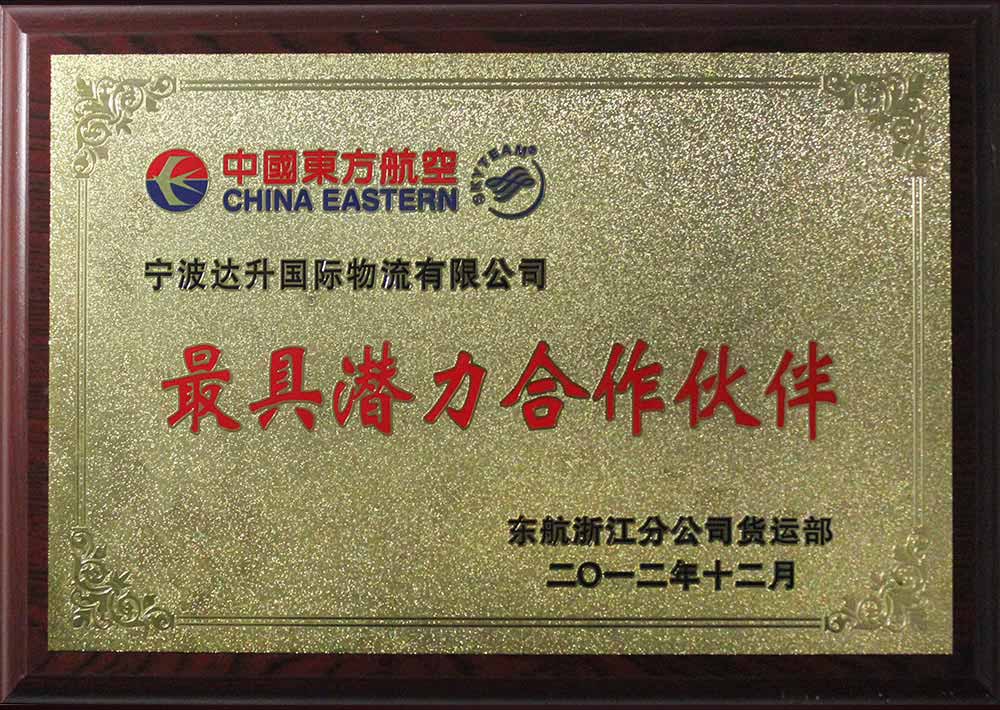 中國東方航空
CHINA EASTERN
SKYTEAM
宁波达升国际物流有限公司
最具潜力合作伙伴
东航浙江分公司货运部
二〇一二年十二月